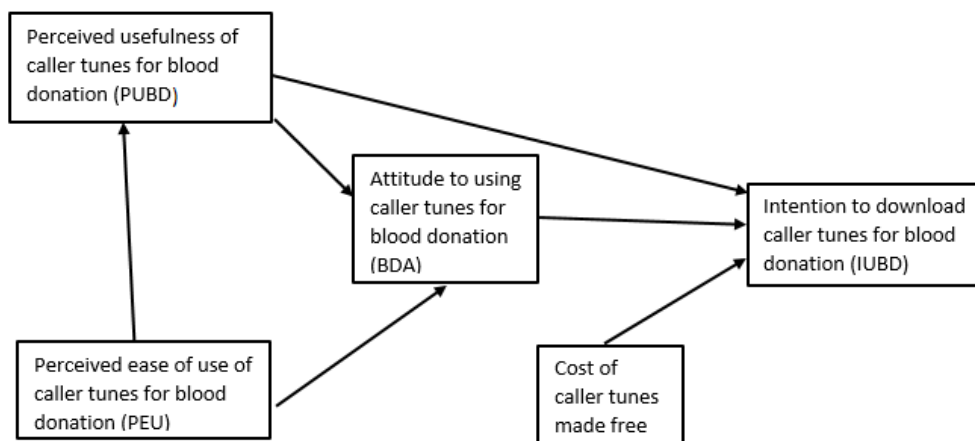 Perceived usefulness of
caller tunes for blood
donation (PUBD)
Attitude to using
caller tunes for
blood donation
(BDA)
Intention to download
caller tunes for blood
donation (IUBD)
Perceived ease of use of
caller tunes for blood
donation (PEU)
Cost of
caller tunes
made free